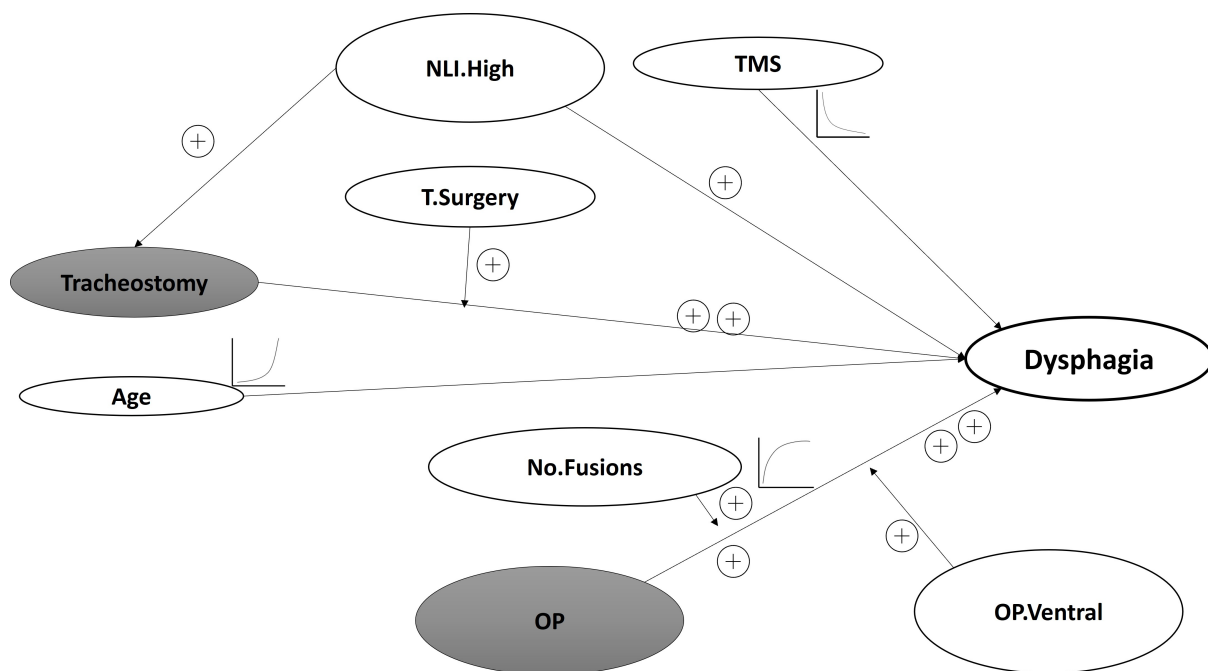 NLI.High
TMS
T.Surgery
Tracheostomy
Dysphagia
Age
No.Fusions
OP
OP.Ventral